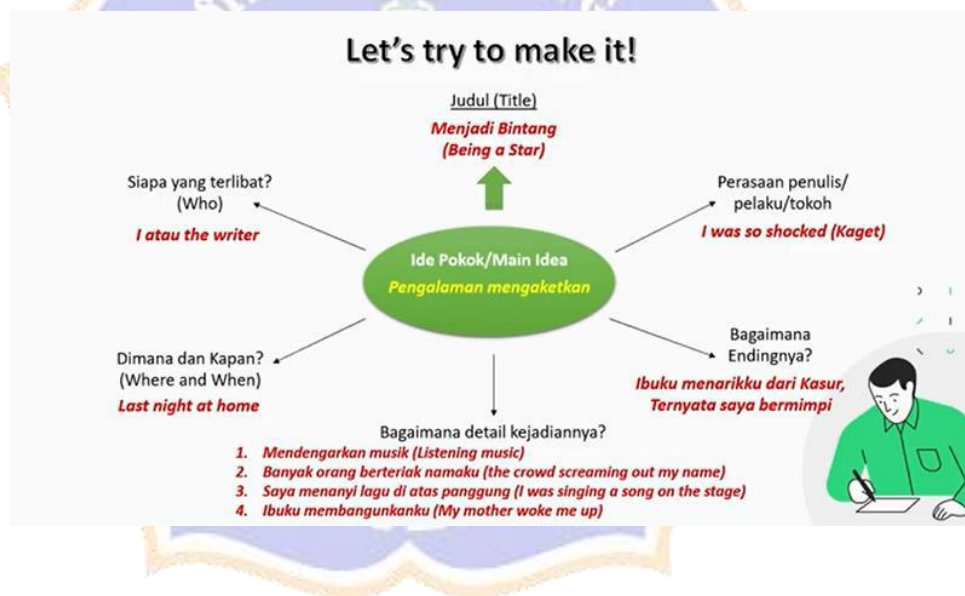 Let's try to make it!
Judul (Title)
Menjadi Bintang
(Being a Star)
Siapa yang terlibat?
(Who)
I atau the writer
Perasaan penulis/
pelaku/tokoh
I was so shocked (Kaget)
Ide Pokok/Main Idea
Pengalaman mengaketkan
Dimana dan Kapan?
(Where and When)
Last night at home
Bagaimana
Endingnya?
Ibuku menarikku dari Kasur,
Ternyata saya bermimpi
Bagaimana detail kejadiannya?
1. Mendengarkan musik (Listening music)
2. Banyak orang berteriak namaku (the crowd screaming out my name)
3. Saya menanyi lagu di atas panggung (I was singing a song on the stage)
4. Ibuku membangunkanku (My mother woke me up)